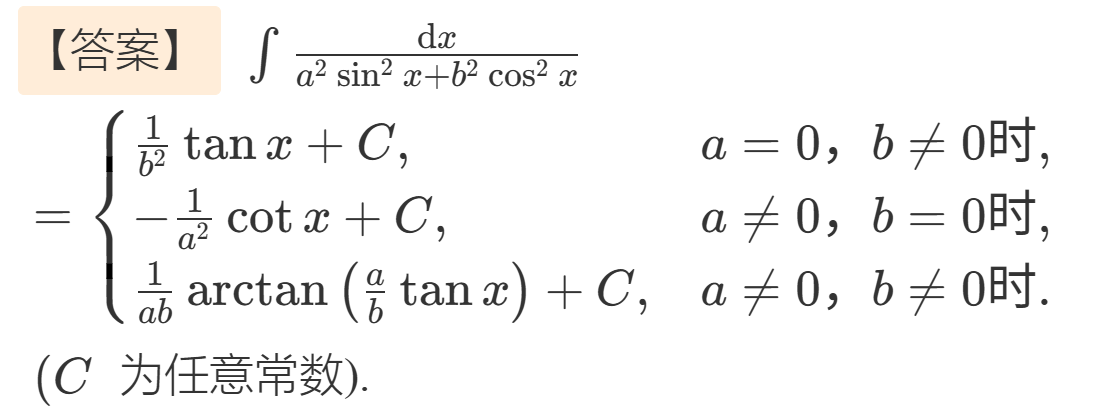 【答案】 ∫ dx / (a² sin² x+b² cos² x)
= { 1/b² tan x + C, a = 0，b ≠ 0时,
−1/a² cot x + C, a ≠ 0，b = 0时,
1/ab arctan (a/b tan x) + C, a ≠ 0，b ≠ 0时.
(C 为任意常数).